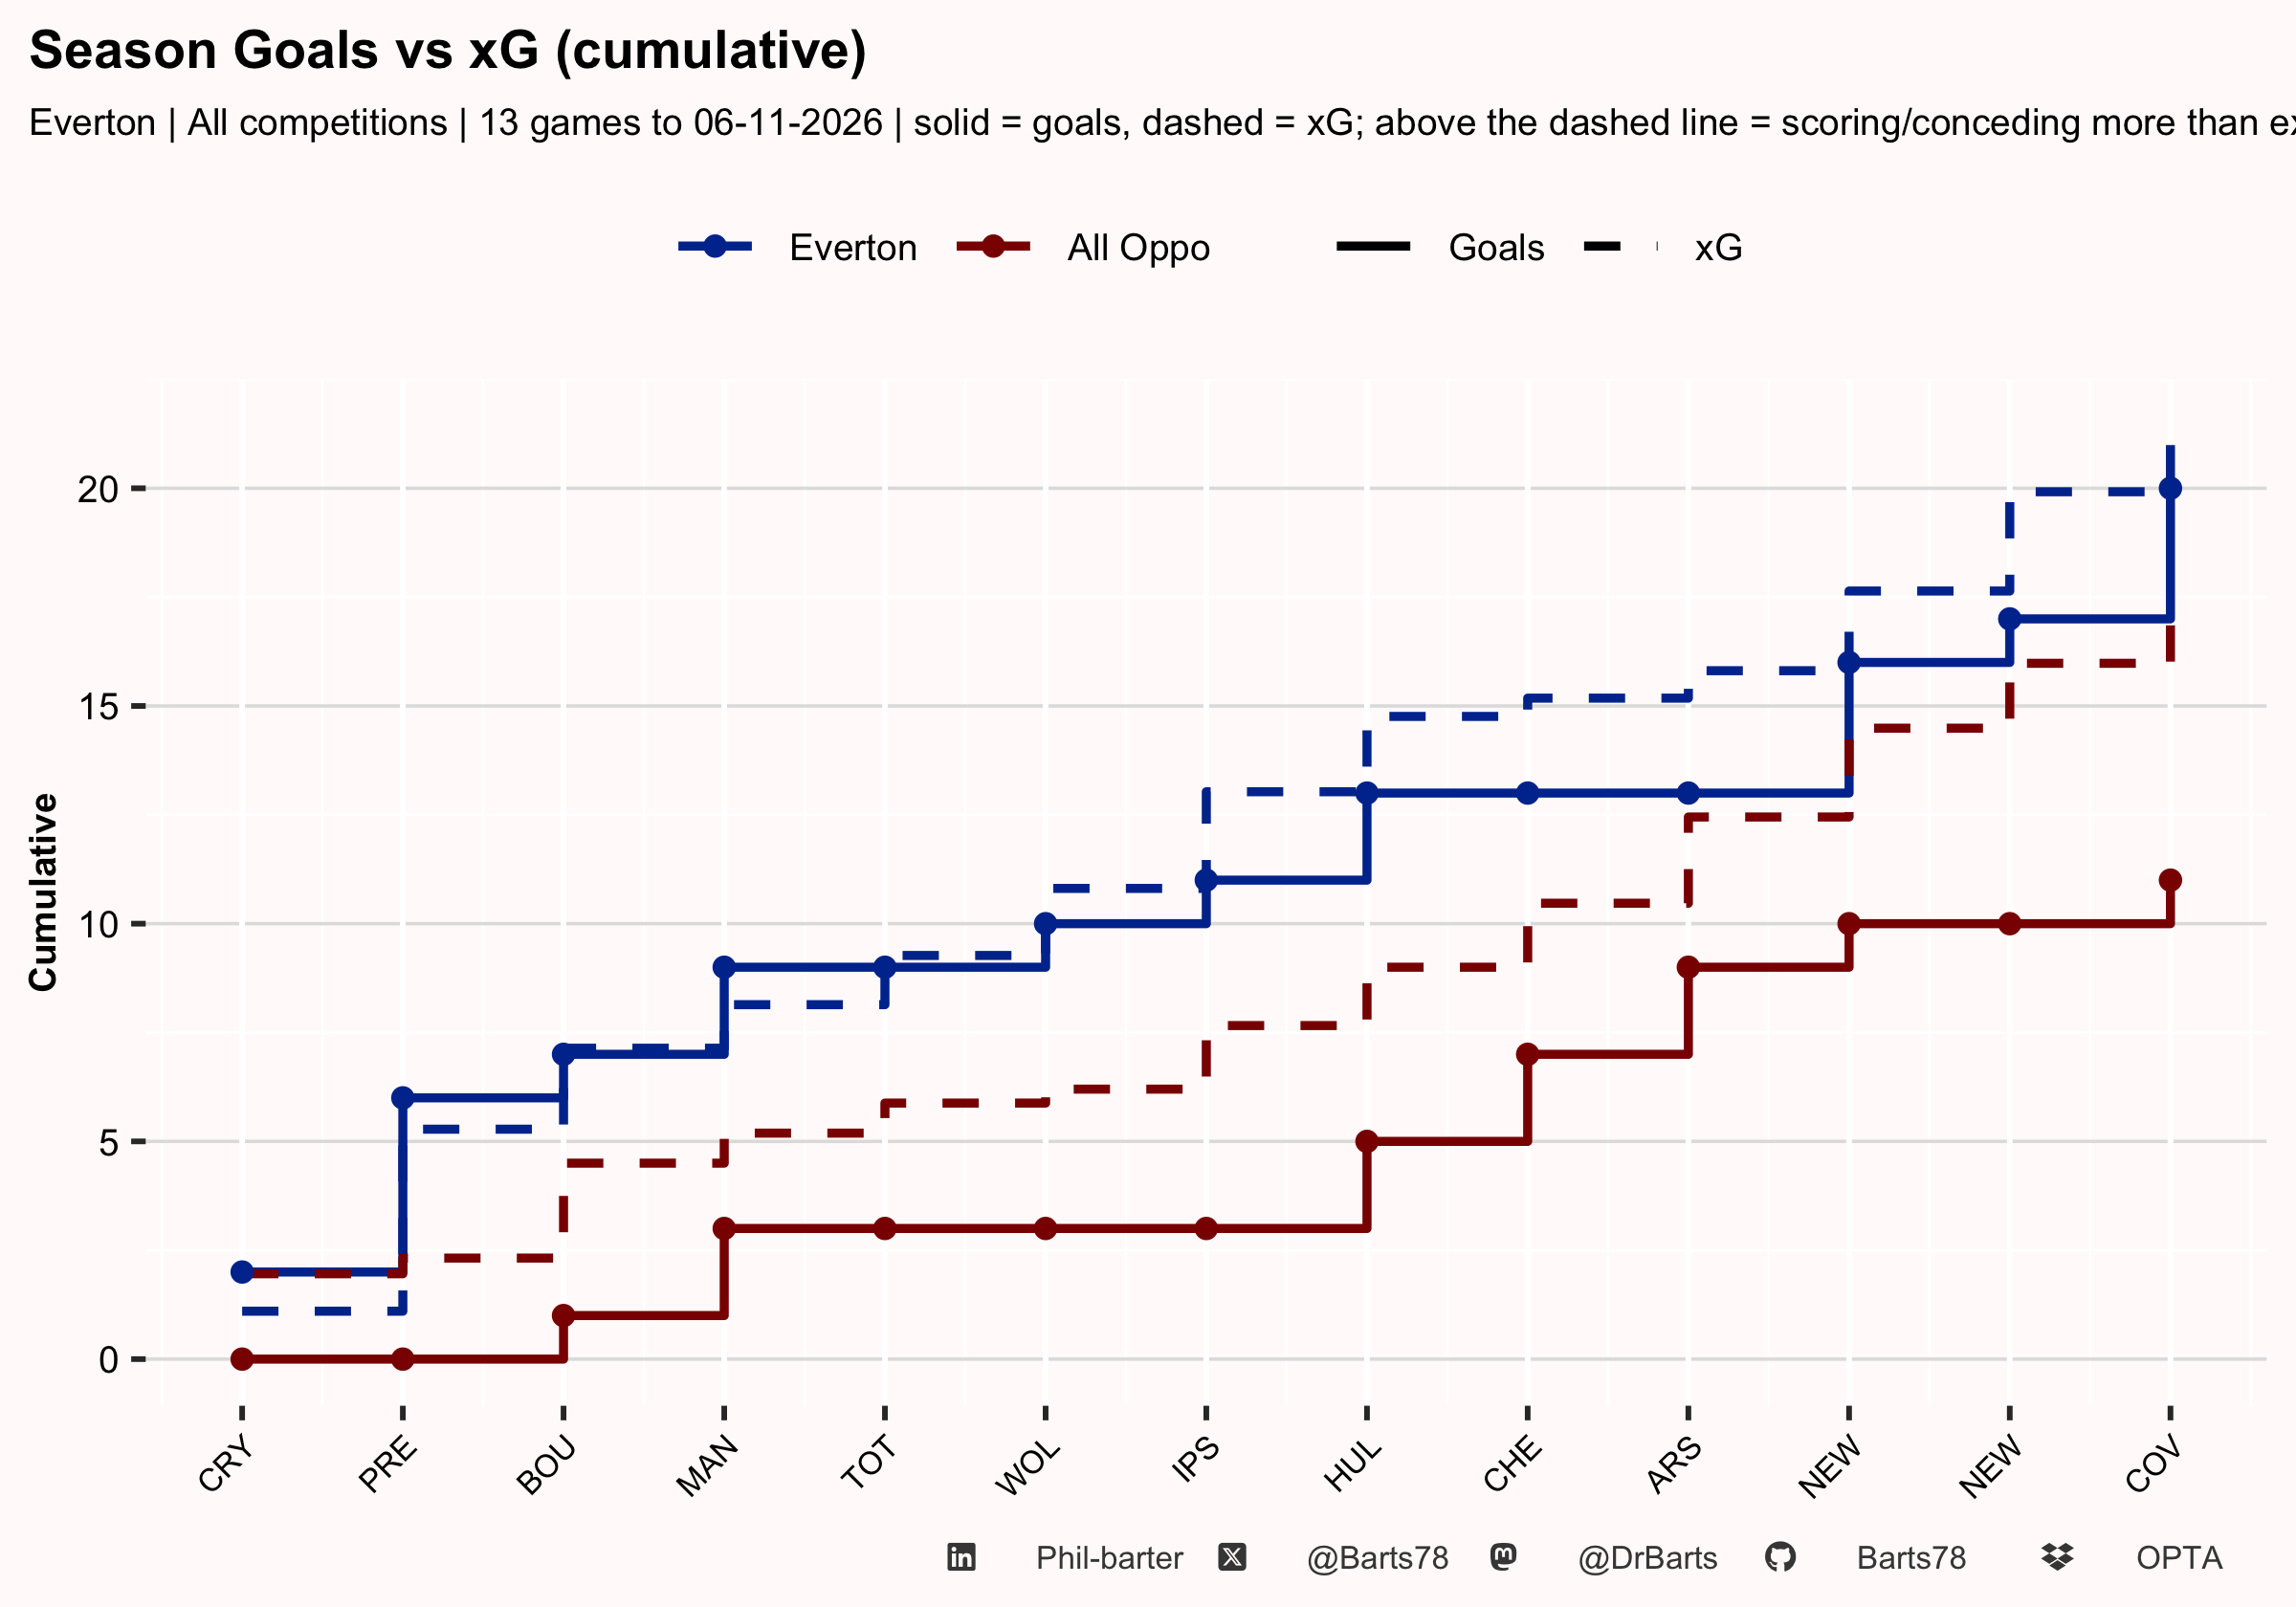 Season Goals vs xG (cumulative)
Everton | All competitions | 13 games to 06-11-2026 | solid = goals, dashed = xG; above the dashed line = scoring/conceding more than ex
Everton All Oppo Goals xG
Cumulative
20
15
10
5
0
CRY PRE BOU MAN TOT WOL IPS HUL CHE ARS NEW NEW COV
Phil-barter @Barts78 @DrBarts Barts78 OPTA